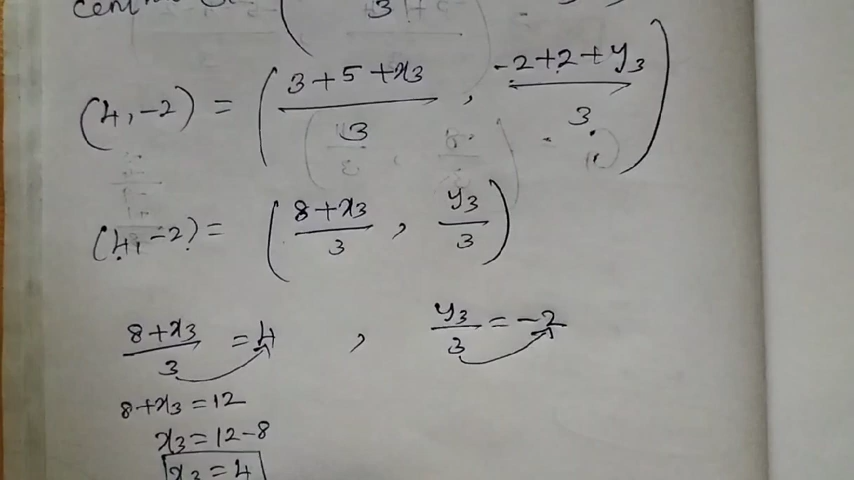 3
(4, -2) = ( 3 + 5 + x3 / 3 , -2 + 2 + y3 / 3 )
(4, -2) = ( 8 + x3 / 3 , y3 / 3 )
8 + x3 / 3 = 4 , y3 / 3 = -2
8 + x3 = 12
x3 = 12 - 8
x3 = 4